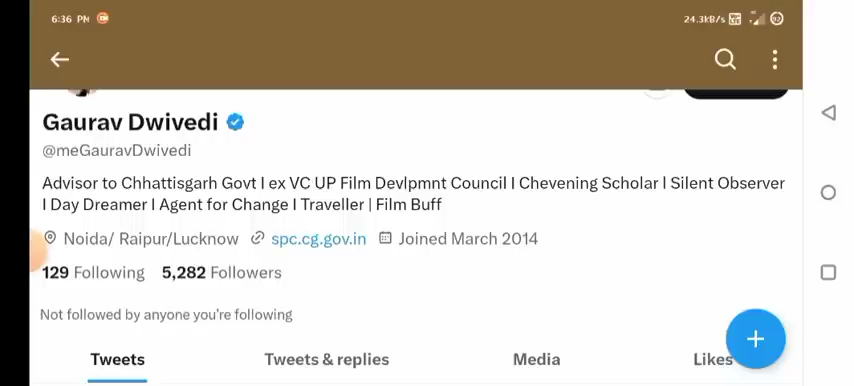 6:36 PM
24.3kB/s
92
Gaurav Dwivedi
@meGauravDwivedi
Advisor to Chhattisgarh Govt I ex VC UP Film Devlpmnt Council I Chevening Scholar I Silent Observer
I Day Dreamer I Agent for Change I Traveller | Film Buff
Noida/ Raipur/Lucknow spc.cg.gov.in Joined March 2014
129 Following 5,282 Followers
Not followed by anyone you're following
Tweets Tweets & replies Media Likes